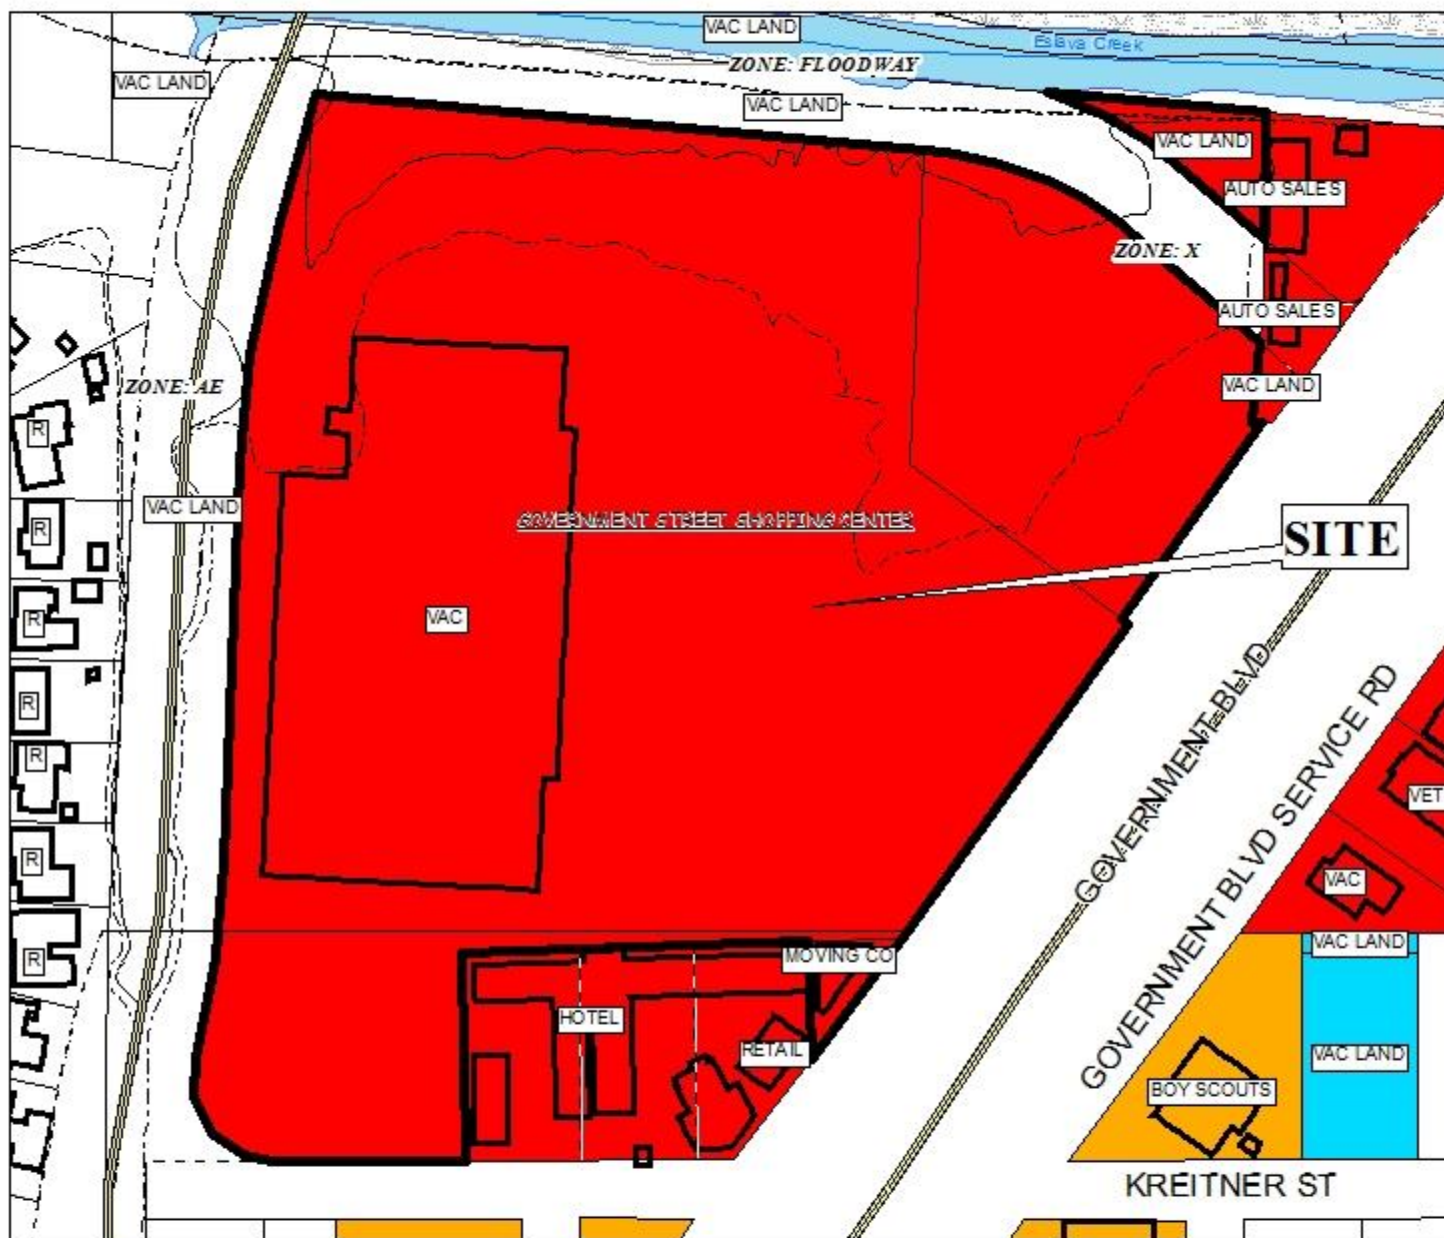 VAC LAND
Eslava Creek
ZONE: FLOODWAY
VAC LAND
VAC LAND
VAC LAND
AUTO SALES
ZONE: X
AUTO SALES
ZONE: AE
VAC LAND
R
VAC LAND
GOVERNMENT STREET SHOPPING CENTER
R
SITE
VAC
R
R
GOVERNMENT BLVD
R
GOVERNMENT BLVD SERVICE RD
VET
R
VAC
R
MOVING CO
VAC LAND
HOTEL
RETAIL
VAC LAND
BOY SCOUTS
KREITNER ST